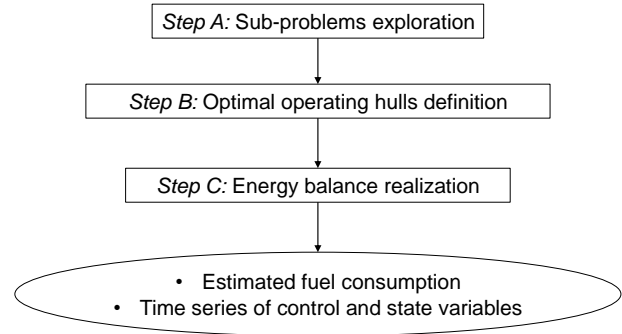 Step A: Sub-problems exploration
Step B: Optimal operating hulls definition
Step C: Energy balance realization
• Estimated fuel consumption
• Time series of control and state variables